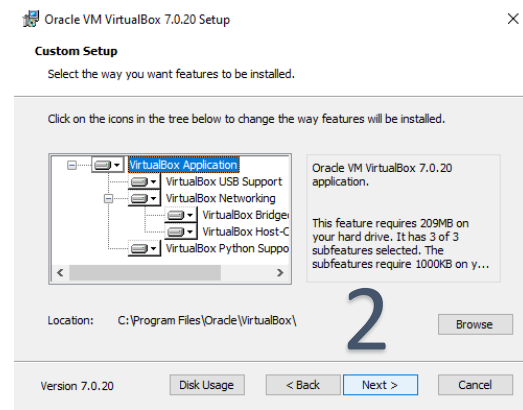 Oracle VM VirtualBox 7.0.20 Setup
Custom Setup
Select the way you want features to be installed.
Click on the icons in the tree below to change the way features will be installed.
VirtualBox Application
VirtualBox USB Support
VirtualBox Networking
VirtualBox Bridge
VirtualBox Host-C
VirtualBox Python Suppo
Oracle VM VirtualBox 7.0.20
application.
This feature requires 209MB on
your hard drive. It has 3 of 3
subfeatures selected. The
subfeatures require 1000KB on y...
Location: C:\Program Files\Oracle\VirtualBox\
2
Browse
Version 7.0.20
Disk Usage
< Back
Next >
Cancel